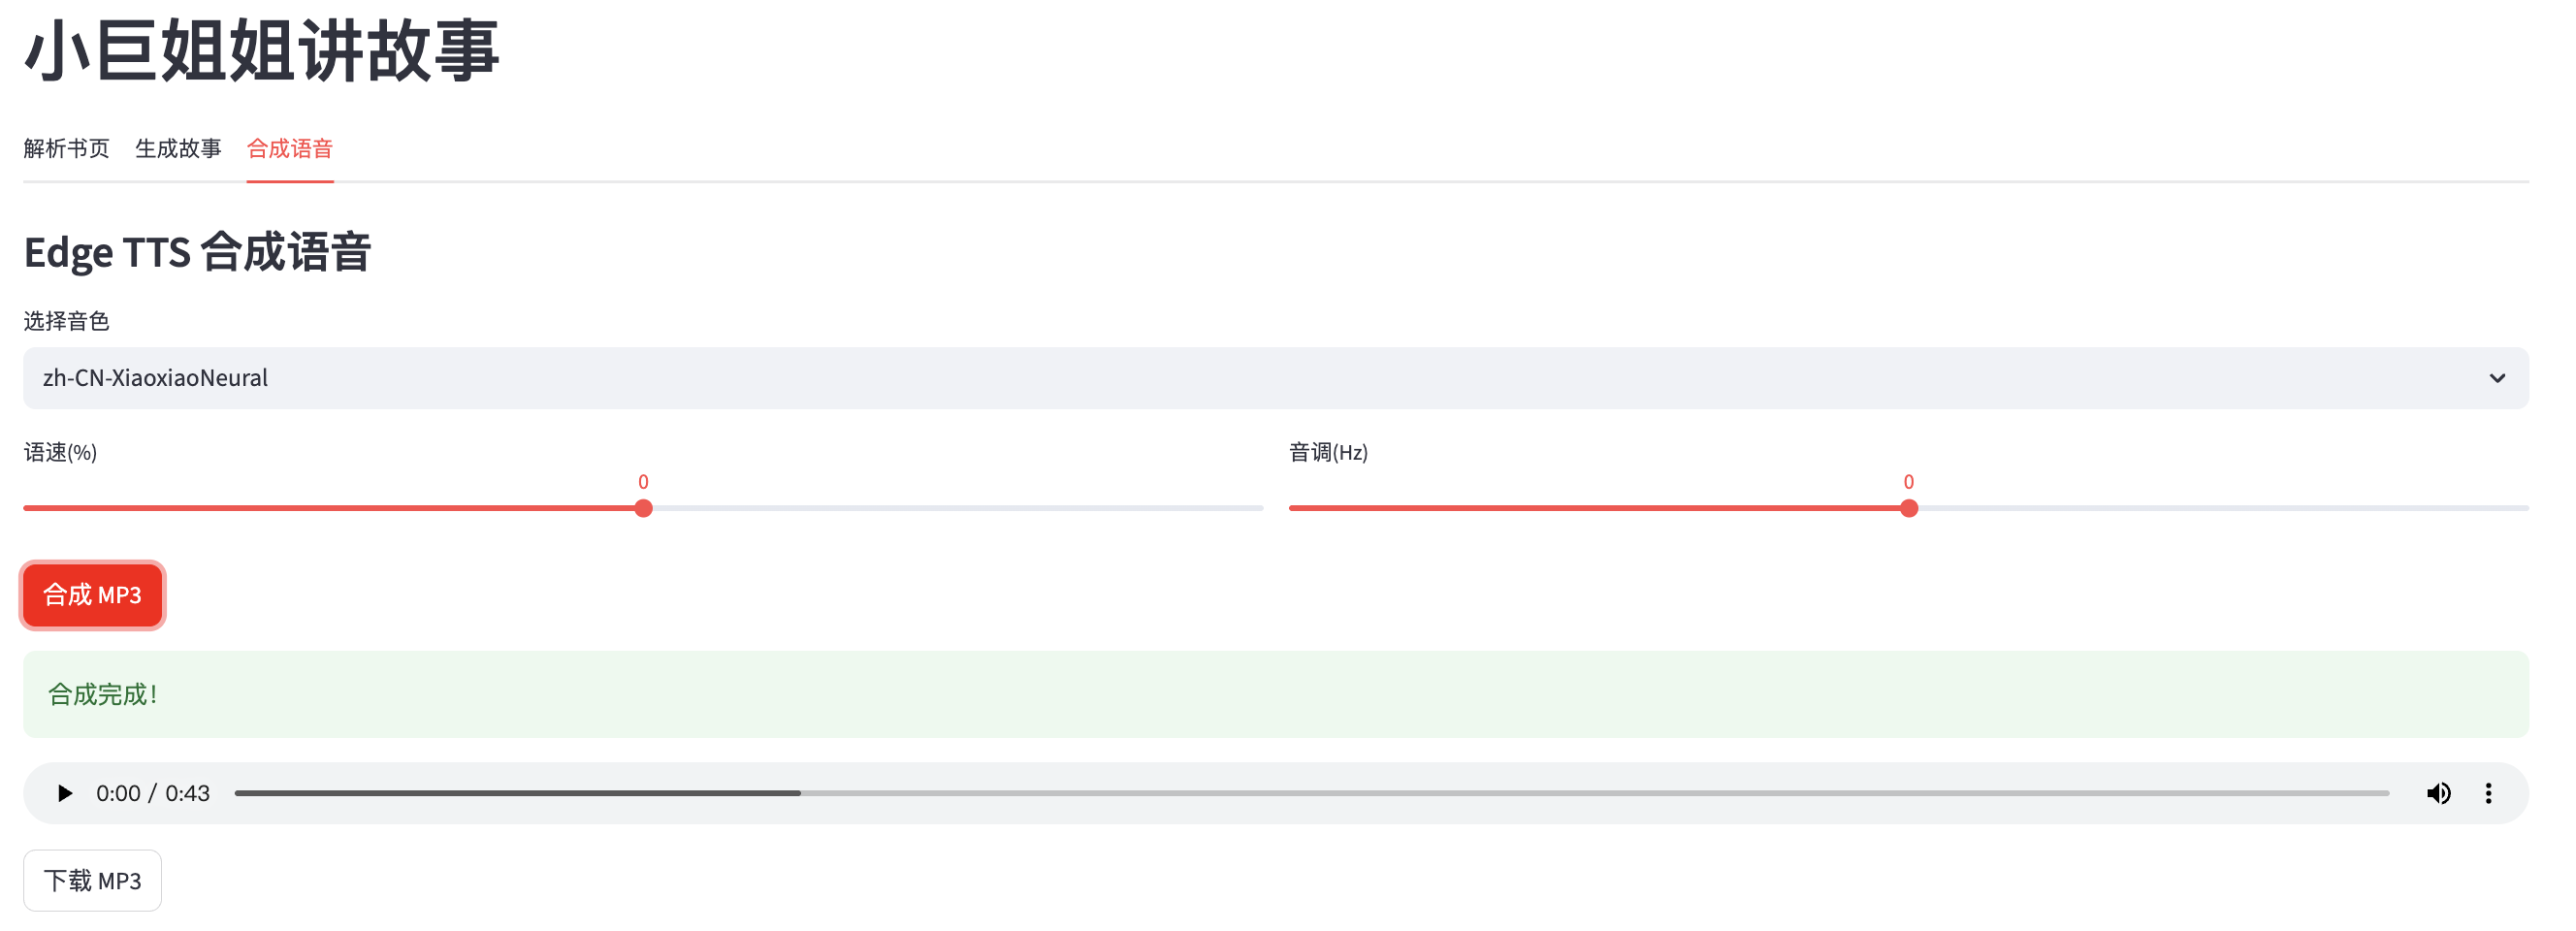 小巨姐姐讲故事
解析书页 生成故事 合成语音
Edge TTS 合成语音
选择音色
zh-CN-XiaoxiaoNeural
语速(%) 音调(Hz)
0 0
合成 MP3
合成完成！
0:00 / 0:43
下载 MP3